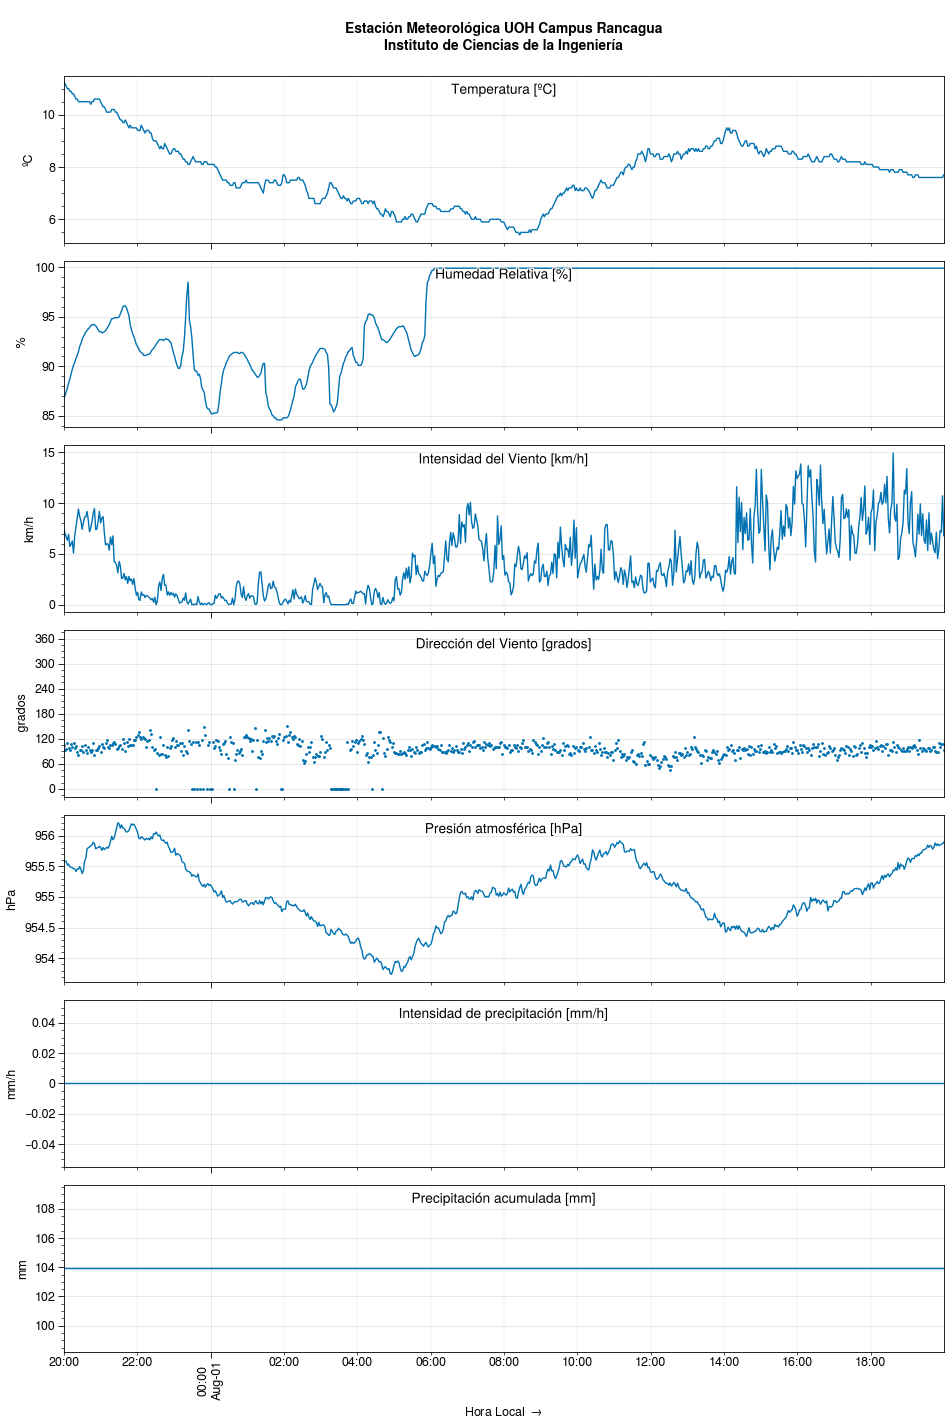 Estación Meteorológica UOH Campus Rancagua
Instituto de Ciencias de la Ingeniería
Temperatura [ºC]
10
8
6
ºC
Humedad Relativa [%]
100
95
90
85
%
Intensidad del Viento [km/h]
15
10
5
0
km/h
Dirección del Viento [grados]
360
300
240
180
120
60
0
grados
Presión atmosférica [hPa]
956
955.5
955
954.5
954
hPa
Intensidad de precipitación [mm/h]
0.04
0.02
0
−0.02
−0.04
mm/h
Precipitación acumulada [mm]
108
106
104
102
100
mm
20:00 22:00 00:00 02:00 04:00 06:00 08:00 10:00 12:00 14:00 16:00 18:00
Aug-01
Hora Local →